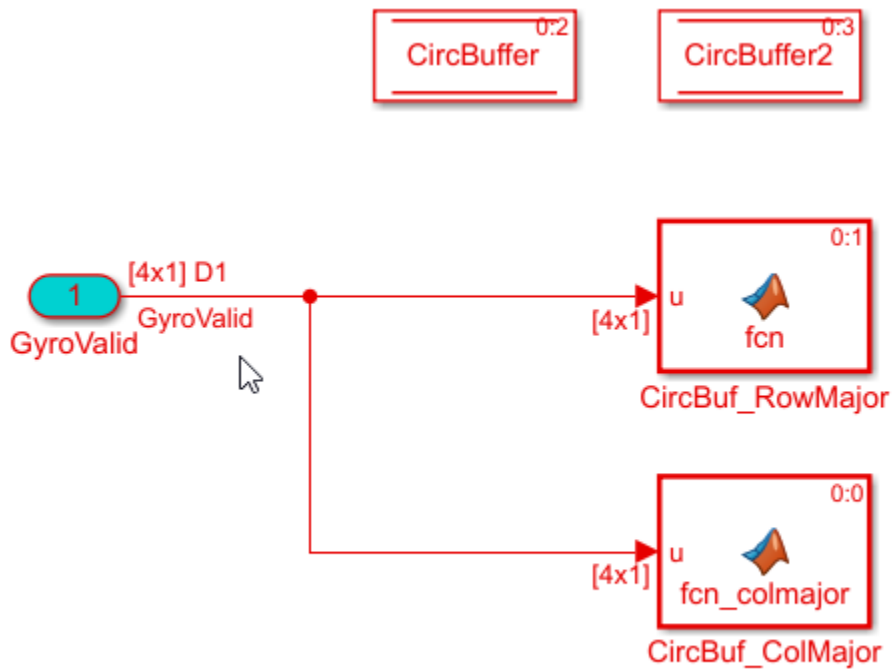 0:2
CircBuffer
0:3
CircBuffer2
1
GyroValid
[4x1] D1
GyroValid
[4x1]
0:1
u
fcn
CircBuf_RowMajor
[4x1]
0:0
u
fcn_colmajor
CircBuf_ColMajor